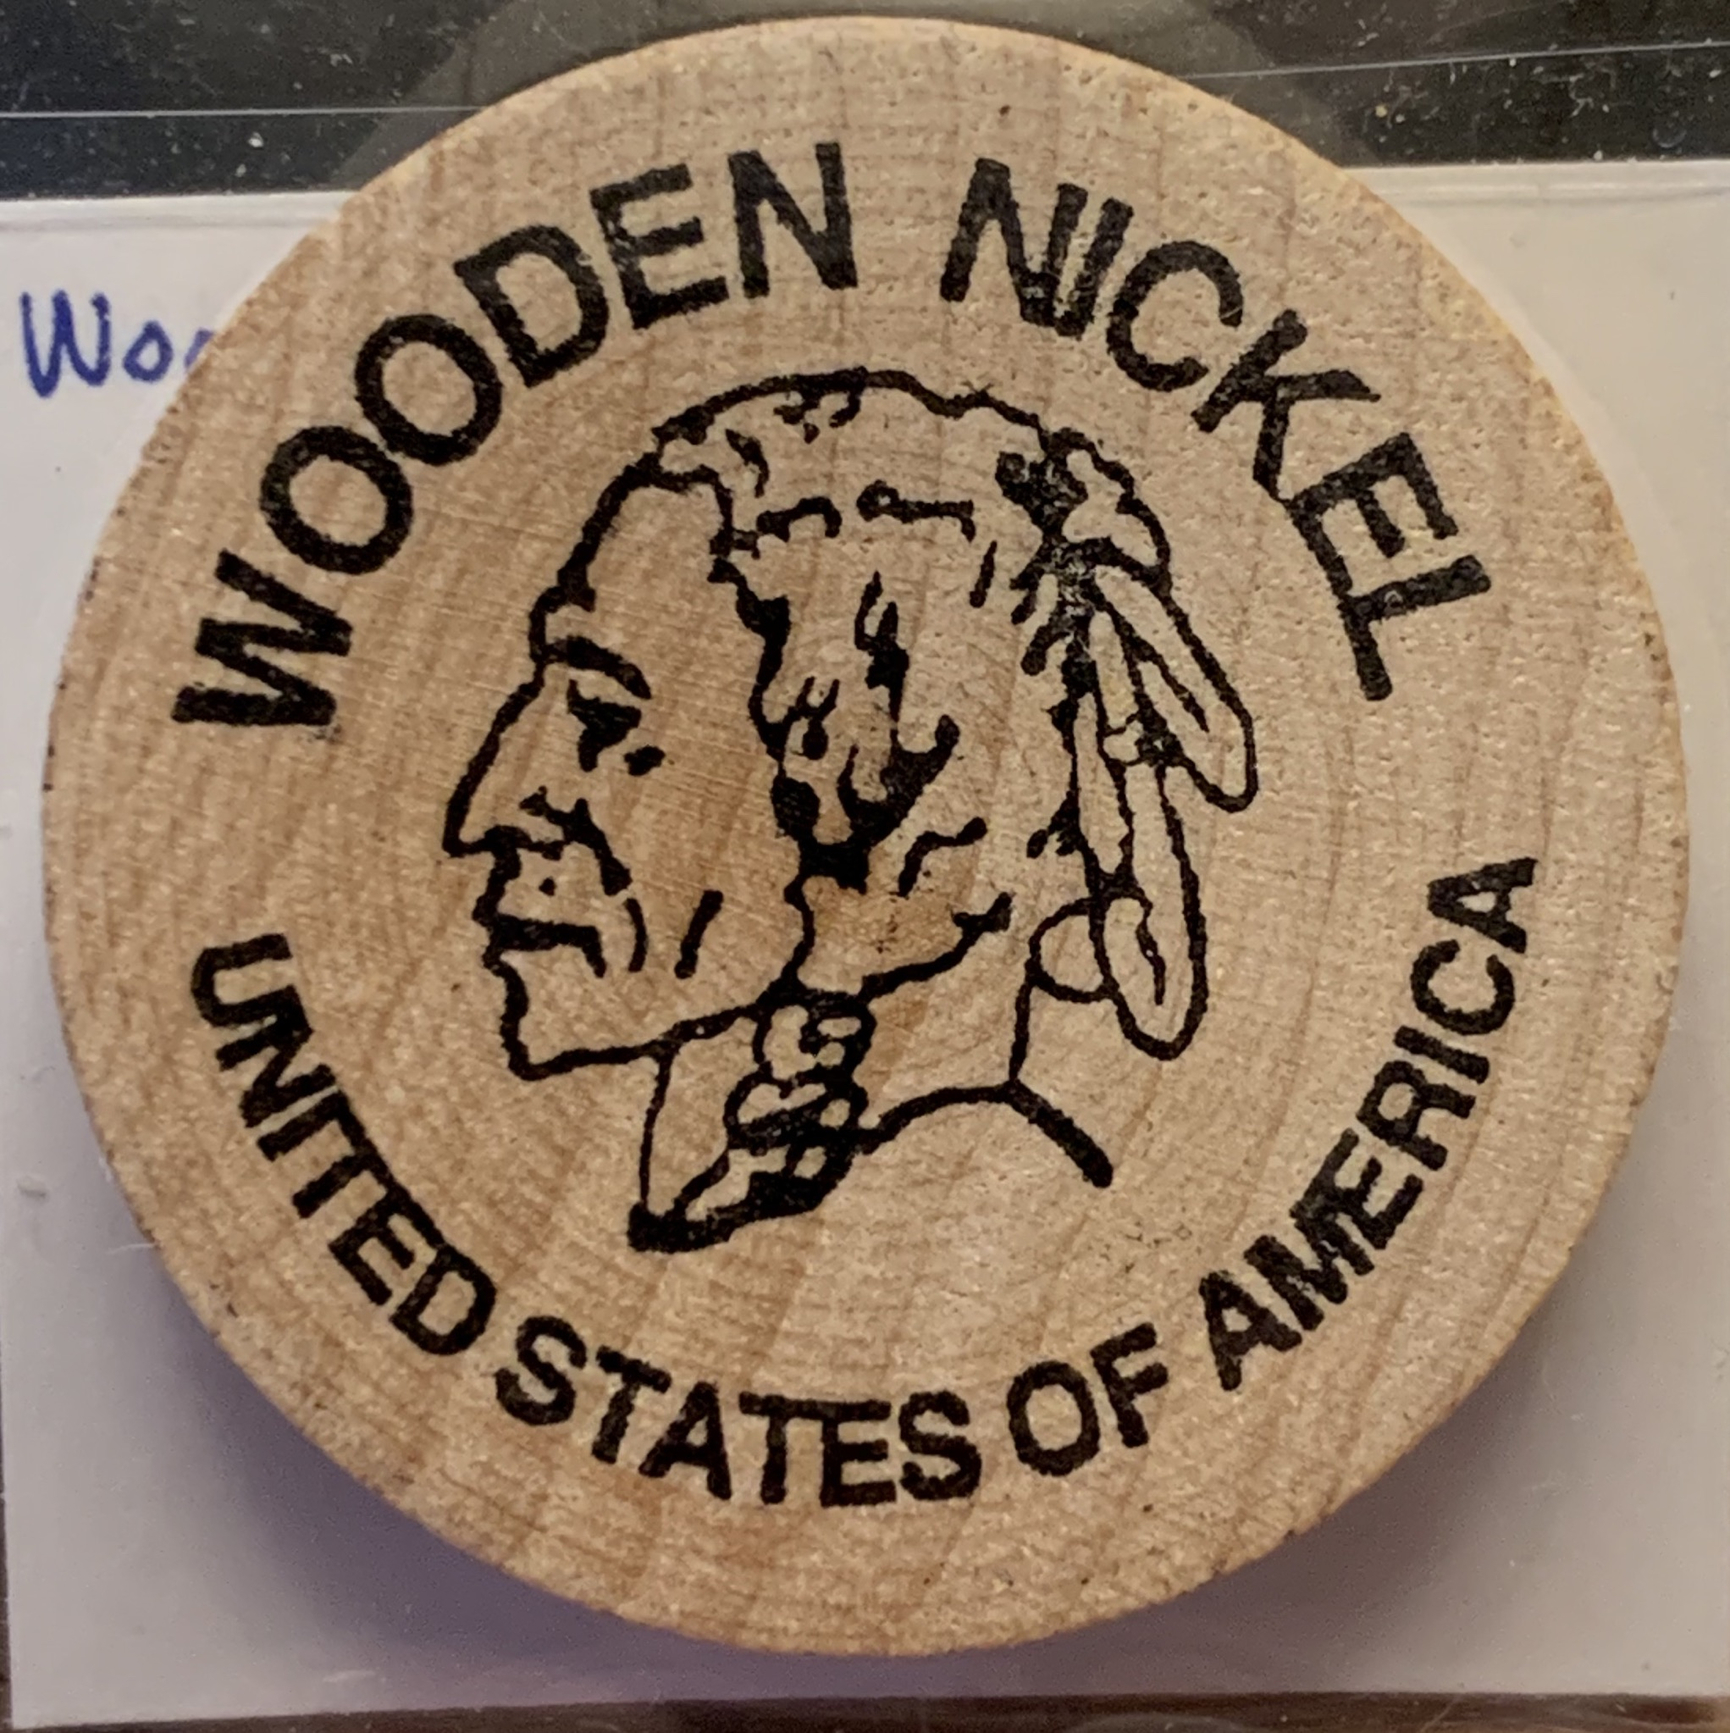 WOODEN NICKEL
UNITED STATES OF AMERICA